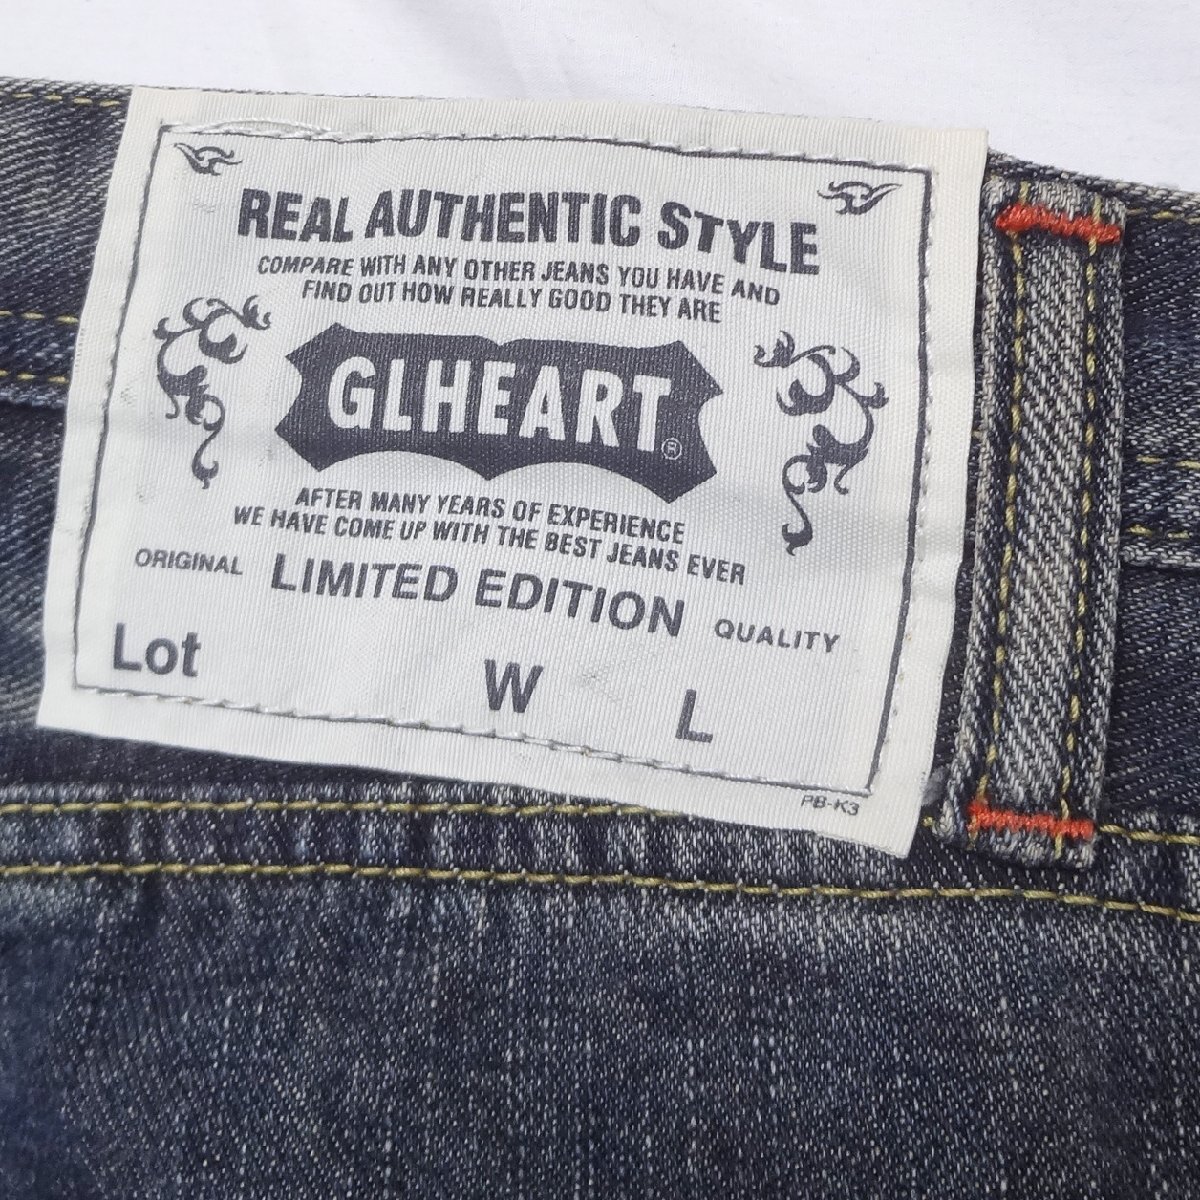 REAL AUTHENTIC STYLE
COMPARE WITH ANY OTHER JEANS YOU HAVE AND
FIND OUT HOW REALLY GOOD THEY ARE
GLHEART®
AFTER MANY YEARS OF EXPERIENCE
WE HAVE COME UP WITH THE BEST JEANS EVER
ORIGINAL LIMITED EDITION QUALITY
Lot W L
PB-K3